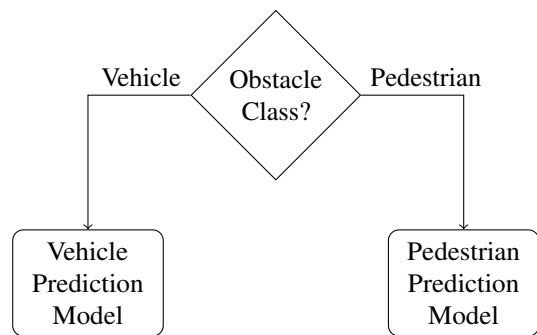 Vehicle
Obstacle
Class?
Pedestrian
Vehicle
Prediction
Model
Pedestrian
Prediction
Model